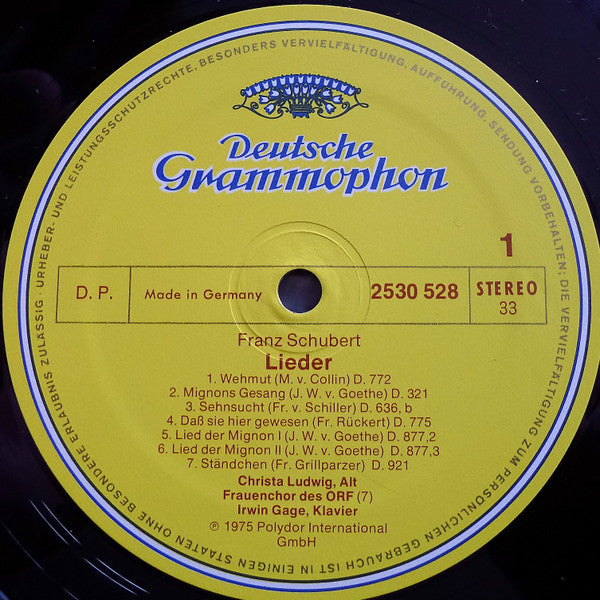 URHEBER- UND LEISTUNGSSCHUTZRECHTE, BESONDERS VERVIELFÄLTIGUNG, AUFFÜHRUNG, SENDUNG VORBEHALTEN; DIE VERVIELFÄLTIGUNG ZUM PERSÖNLICHEN GEBRAUCH IST IN EINIGEN STAATEN OHNE BESONDERE ERLAUBNIS ZULÄSSIG ·
Deutsche
Grammophon
1
D. P.
Made in Germany
2530 528
STEREO
33
Franz Schubert
Lieder
1. Wehmut (M. v. Collin) D. 772
2. Mignons Gesang (J. W. v. Goethe) D. 321
3. Sehnsucht (Fr. v. Schiller) D. 636, b
4. Daß sie hier gewesen (Fr. Rückert) D. 775
5. Lied der Mignon I (J. W. v. Goethe) D. 877,2
6. Lied der Mignon II (J. W. v. Goethe) D. 877,3
7. Ständchen (Fr. Grillparzer) D. 921
Christa Ludwig, Alt
Frauenchor des ORF (7)
Irwin Gage, Klavier
℗ 1975 Polydor International
GmbH